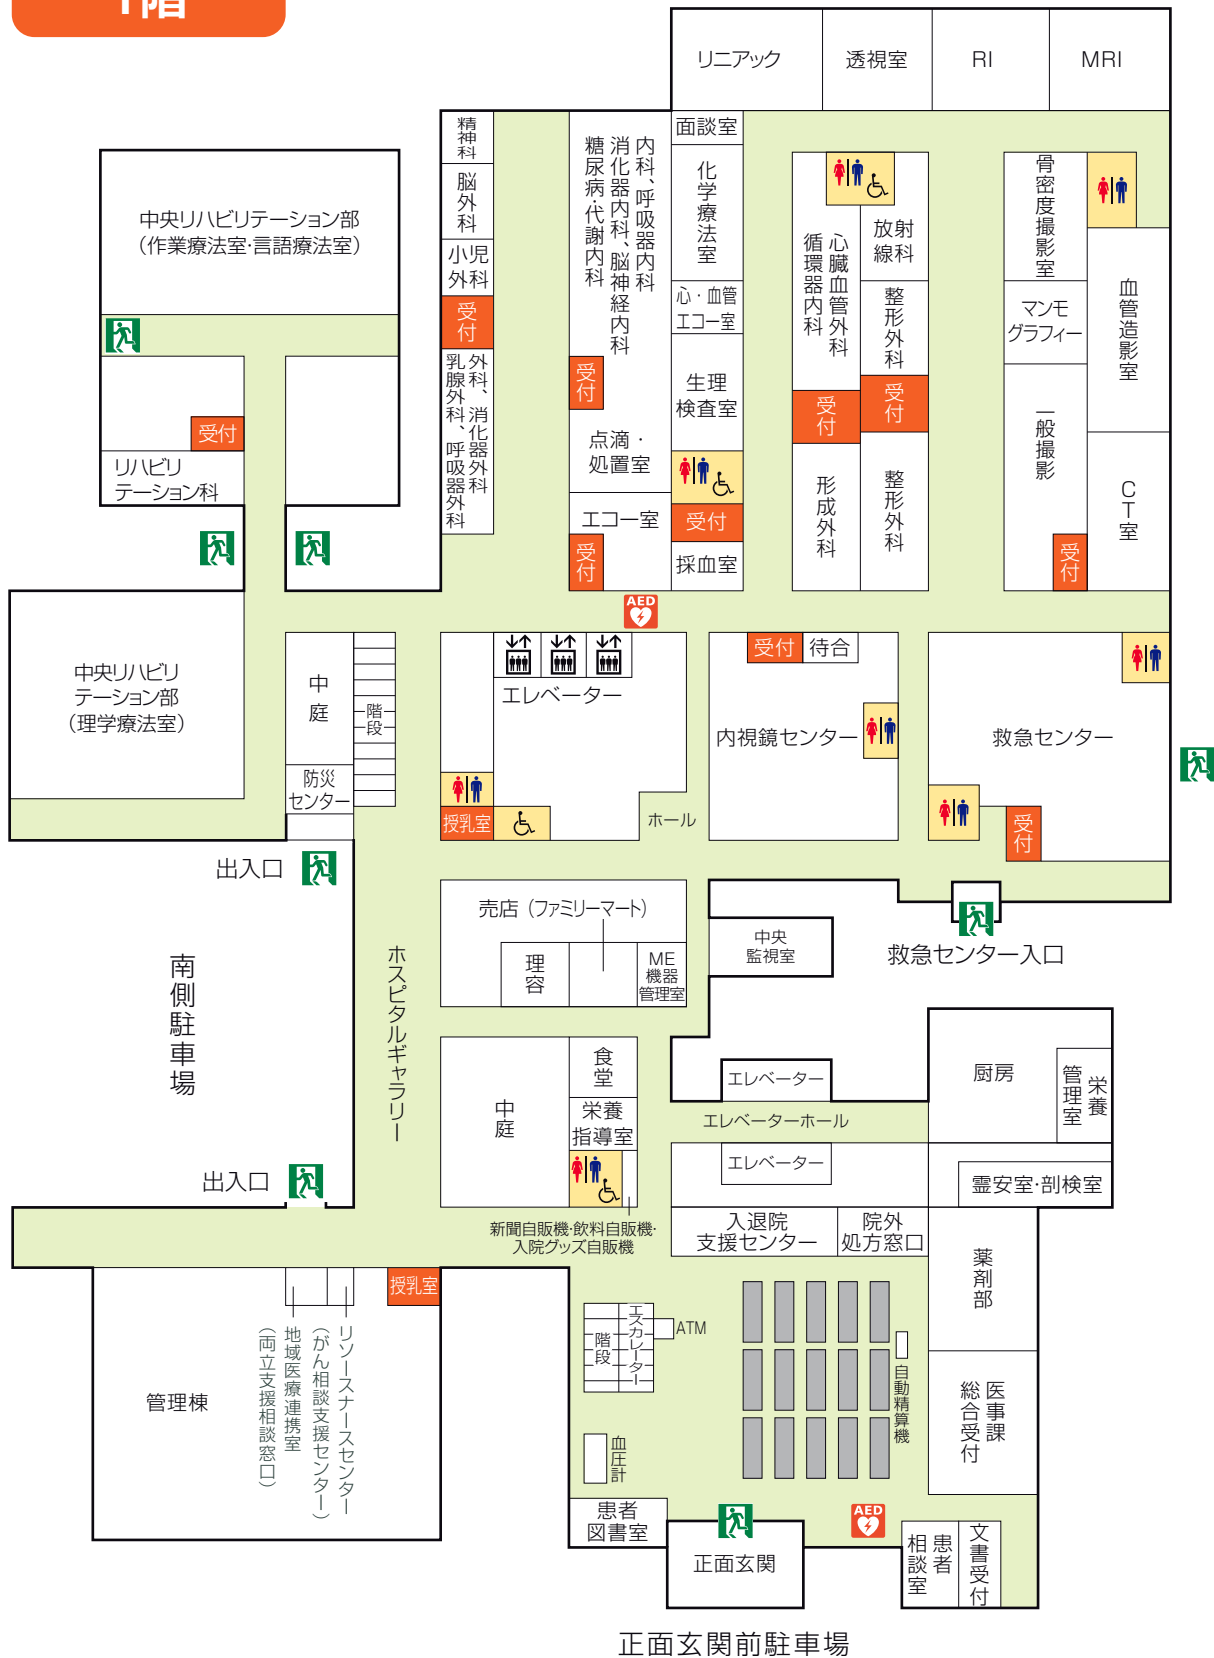 1階
リニアック
透視室
RI
MRI
精神科
脳外科
小児
外科
受付
外科、消化器外科
乳腺外科、呼吸器外科
内科、呼吸器内科
消化器内科、脳神経内科
糖尿病・代謝内科
受付
点滴・
処置室
エコー室
受付
面談室
化学療法室
心・血管
エコー室
生理
検査室
受付
採血室
心臓血管外科
循環器内科
受付
形成外科
放射
線科
整形外科
受付
整形外科
骨密度撮影室
マンモ
グラフィー
一般撮影
受付
血管造影室
CT室
中央リハビリテーション部
（作業療法室・言語療法室）
受付
リハビリ
テーション科
中央リハビリ
テーション部
（理学療法室）
中庭
階段
防災
センター
AED
エレベーター
授乳室
ホール
受付
待合
内視鏡センター
救急センター
受付
出入口
南側駐車場
出入口
ホスピタルギャラリー
売店（ファミリーマート）
理容
ME
機器
管理室
中央
監視室
救急センター入口
中庭
食堂
栄養
指導室
新聞自販機・飲料自販機・
入院グッズ自販機
エレベーター
エレベーターホール
エレベーター
厨房
栄養
管理室
霊安室・剖検室
入退院
支援センター
院外
処方窓口
薬剤部
授乳室
リソースナースセンター
（がん相談支援センター）
地域医療連携室
（両立支援相談窓口）
管理棟
階段
エスカレーター
ATM
血圧計
自動精算機
医事課
総合受付
患者
図書室
正面玄関
AED
患者
相談室
文書受付
正面玄関前駐車場